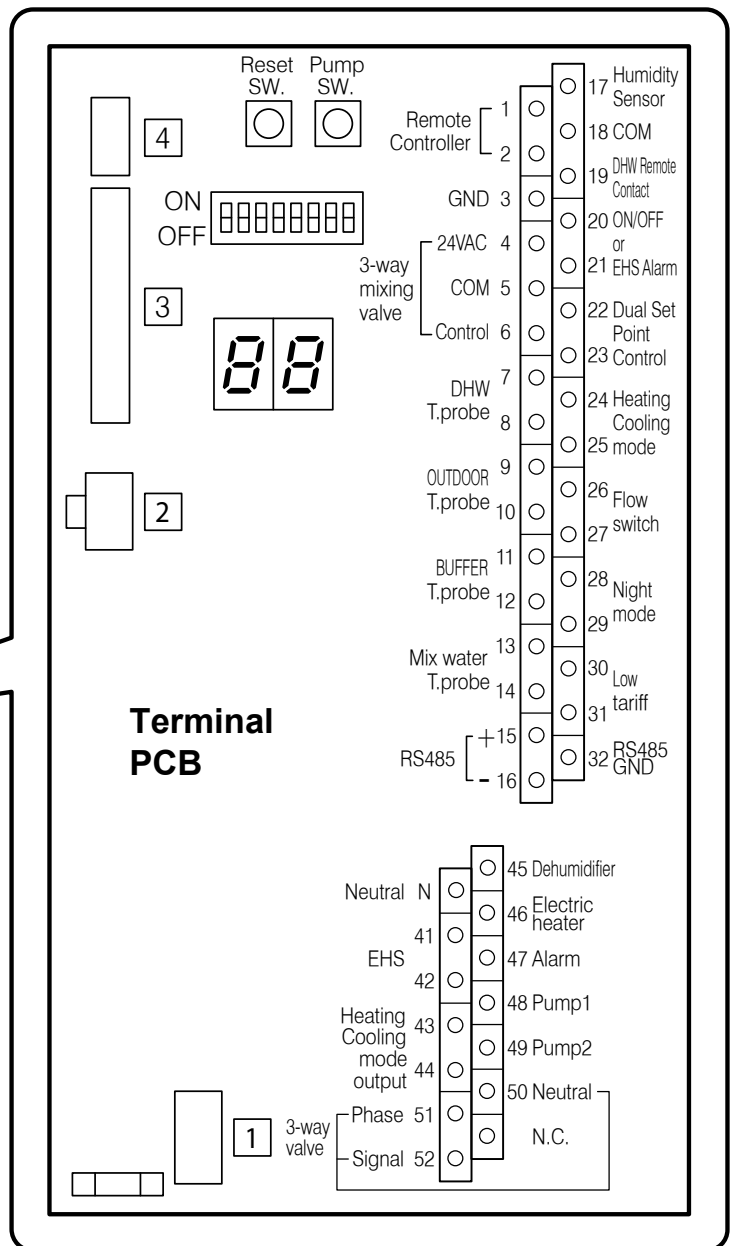 Reset Pump
SW. SW.
4
ON
OFF
3
88
2
Terminal
PCB
1
Remote
Controller
1
2
GND 3
3-way
mixing
valve
24VAC 4
COM 5
Control 6
DHW
T.probe
7
8
OUTDOOR
T.probe
9
10
BUFFER
T.probe
11
12
Mix water
T.probe
13
14
RS485
+ 15
- 16
17 Humidity
Sensor
18 COM
19 DHW Remote
Contact
20 ON/OFF
or
21 EHS Alarm
22 Dual Set
Point
23 Control
24 Heating
Cooling
25 mode
26 Flow
27 switch
28 Night
29 mode
30 Low
31 tariff
32 RS485
GND
Neutral N
EHS
41
42
Heating
Cooling
mode
output
43
44
3-way
valve
Phase 51
Signal 52
45 Dehumidifier
46 Electric
heater
47 Alarm
48 Pump1
49 Pump2
50 Neutral
N.C.